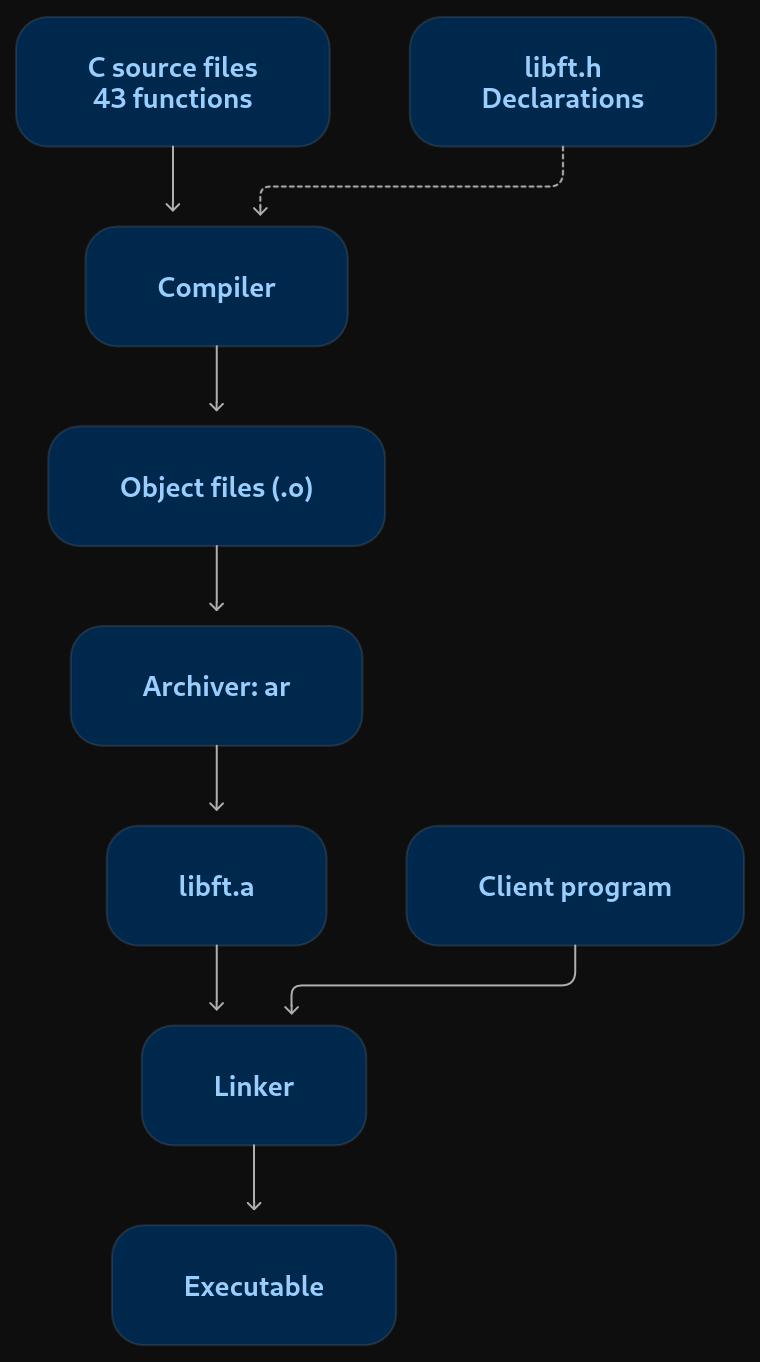 C source files
43 functions
libft.h
Declarations
Compiler
Object files (.o)
Archiver: ar
libft.a
Client program
Linker
Executable